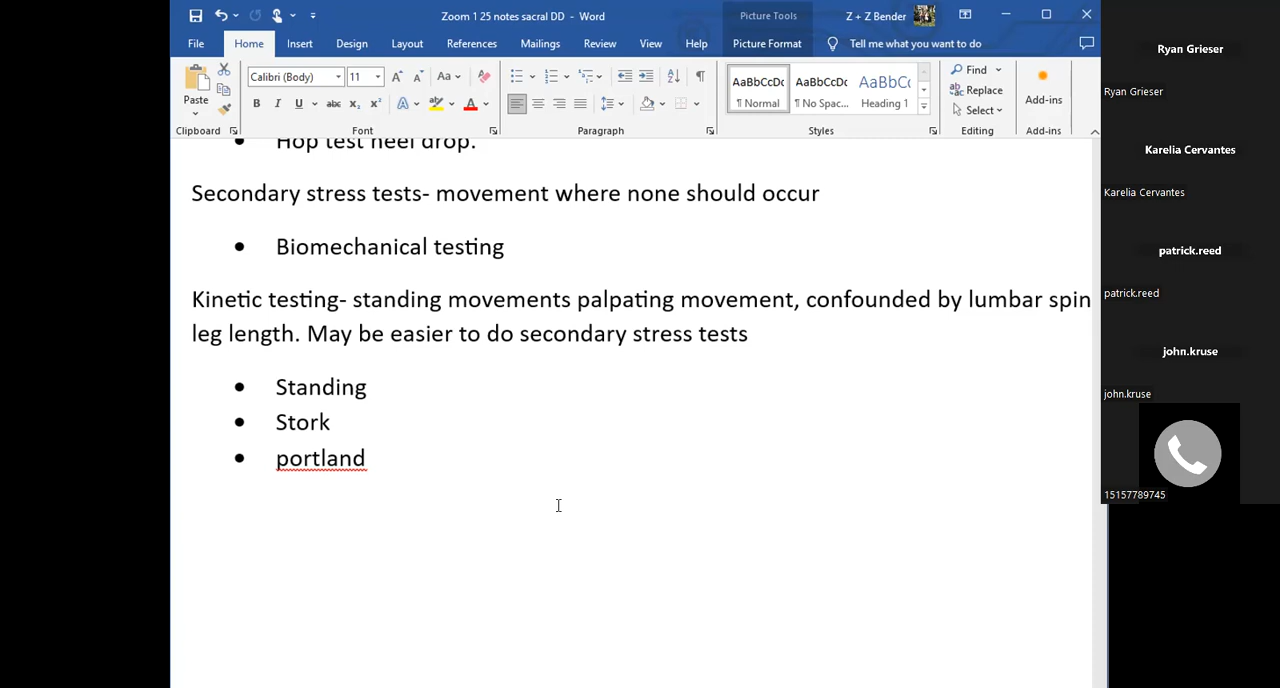 Zoom 1 25 notes sacral DD - Word
Picture Tools
Z + Z Bender
File
Home
Insert
Design
Layout
References
Mailings
Review
View
Help
Picture Format
Tell me what you want to do
Paste
Clipboard
Calibri (Body)
11
Aa
B I U abc x₂ x²
A
Font
Paragraph
AaBbCcDc
¶ Normal
AaBbCcDc
¶ No Spac...
AaBbCc
Heading 1
Styles
Find
Replace
Select
Editing
Add-ins
Add-ins
• Hop test heel drop.
Secondary stress tests- movement where none should occur
• Biomechanical testing
Kinetic testing- standing movements palpating movement, confounded by lumbar spin
leg length. May be easier to do secondary stress tests
• Standing
• Stork
• portland
Ryan Grieser
Ryan Grieser
Karelia Cervantes
Karelia Cervantes
patrick.reed
patrick.reed
john.kruse
john.kruse
15157789745